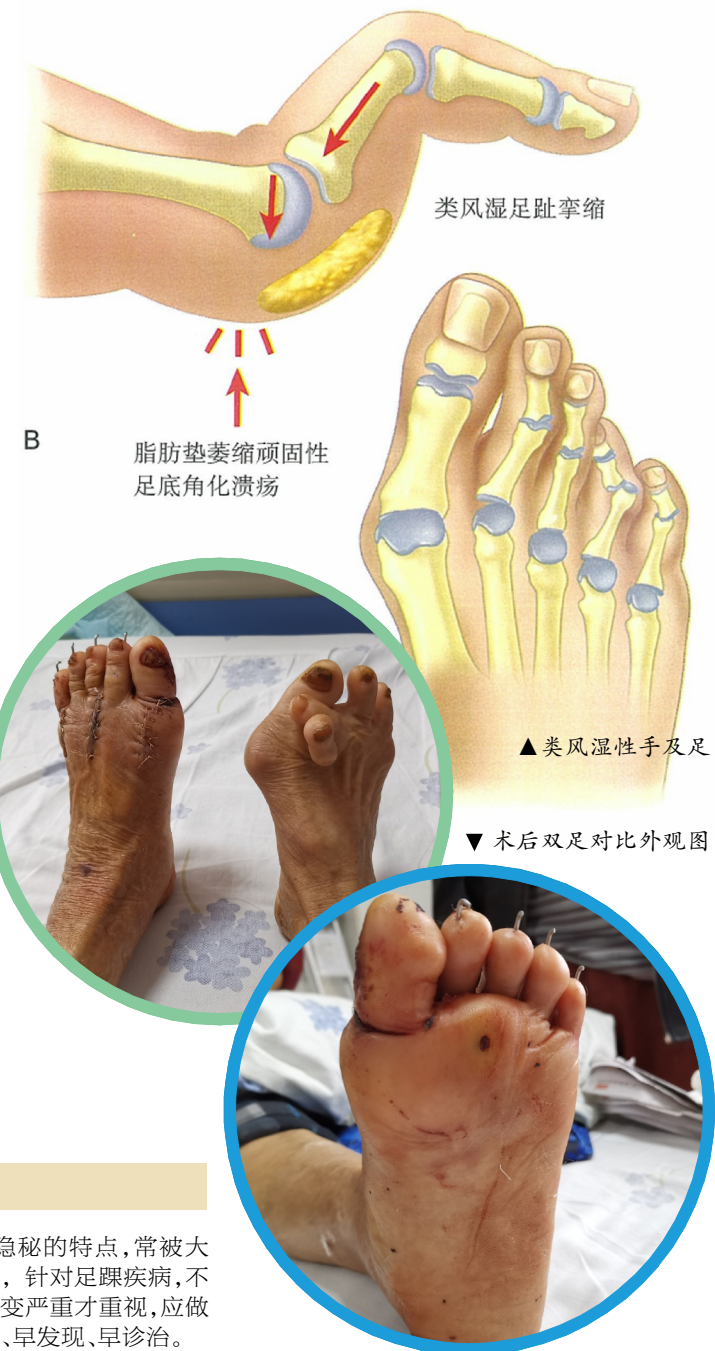 类风湿足趾挛缩
B
脂肪垫萎缩顽固性
足底角化溃疡
▲类风湿性手及足
▼ 术后双足对比外观图
隐秘的特点,常被大
,针对足踝疾病,不
变严重才重视,应做
、早发现、早诊治。